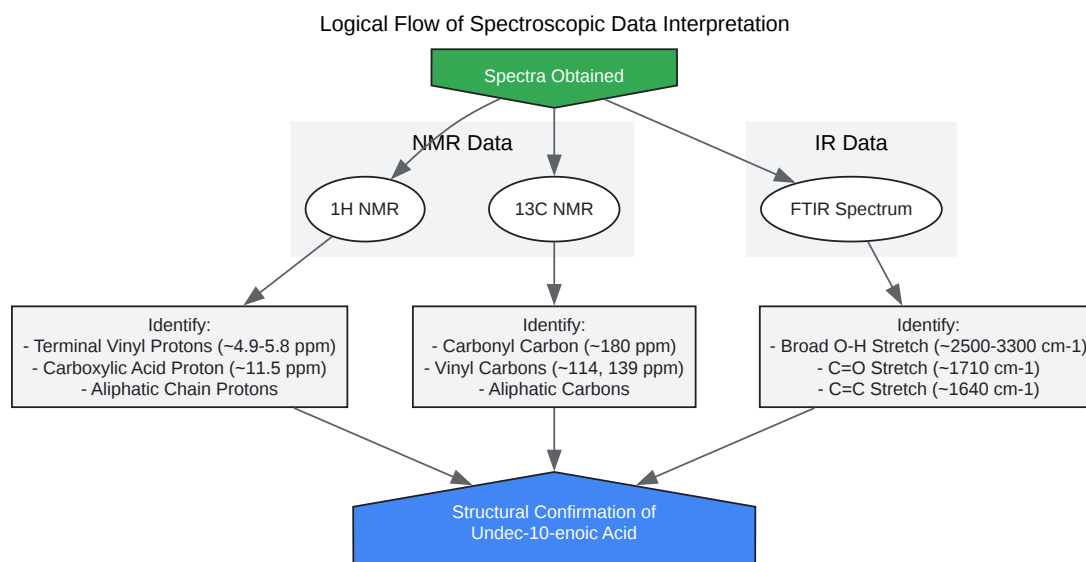 Logical Flow of Spectroscopic Data Interpretation
Spectra Obtained
NMR Data
IR Data
1H NMR
13C NMR
FTIR Spectrum
Identify:
- Terminal Vinyl Protons (~4.9-5.8 ppm)
- Carboxylic Acid Proton (~11.5 ppm)
- Aliphatic Chain Protons
Identify:
- Carbonyl Carbon (~180 ppm)
- Vinyl Carbons (~114, 139 ppm)
- Aliphatic Carbons
Identify:
- Broad O-H Stretch (~2500-3300 cm-1)
- C=O Stretch (~1710 cm-1)
- C=C Stretch (~1640 cm-1)
Structural Confirmation of
Undec-10-enoic Acid